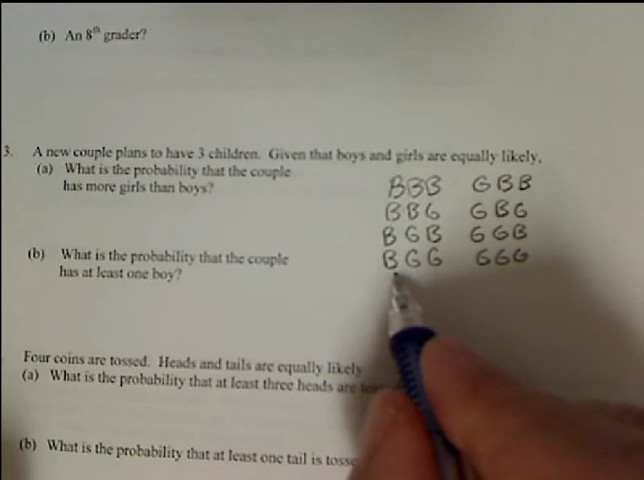 (b) An 8th grader?
3. A new couple plans to have 3 children. Given that boys and girls are equally likely,
(a) What is the probability that the couple
has more girls than boys?
BBB GBB
BBG GBG
BGB GGB
BGG GGG
(b) What is the probability that the couple
has at least one boy?
Four coins are tossed. Heads and tails are equally likely
(a) What is the probability that at least three heads are
(b) What is the probability that at least one tail is